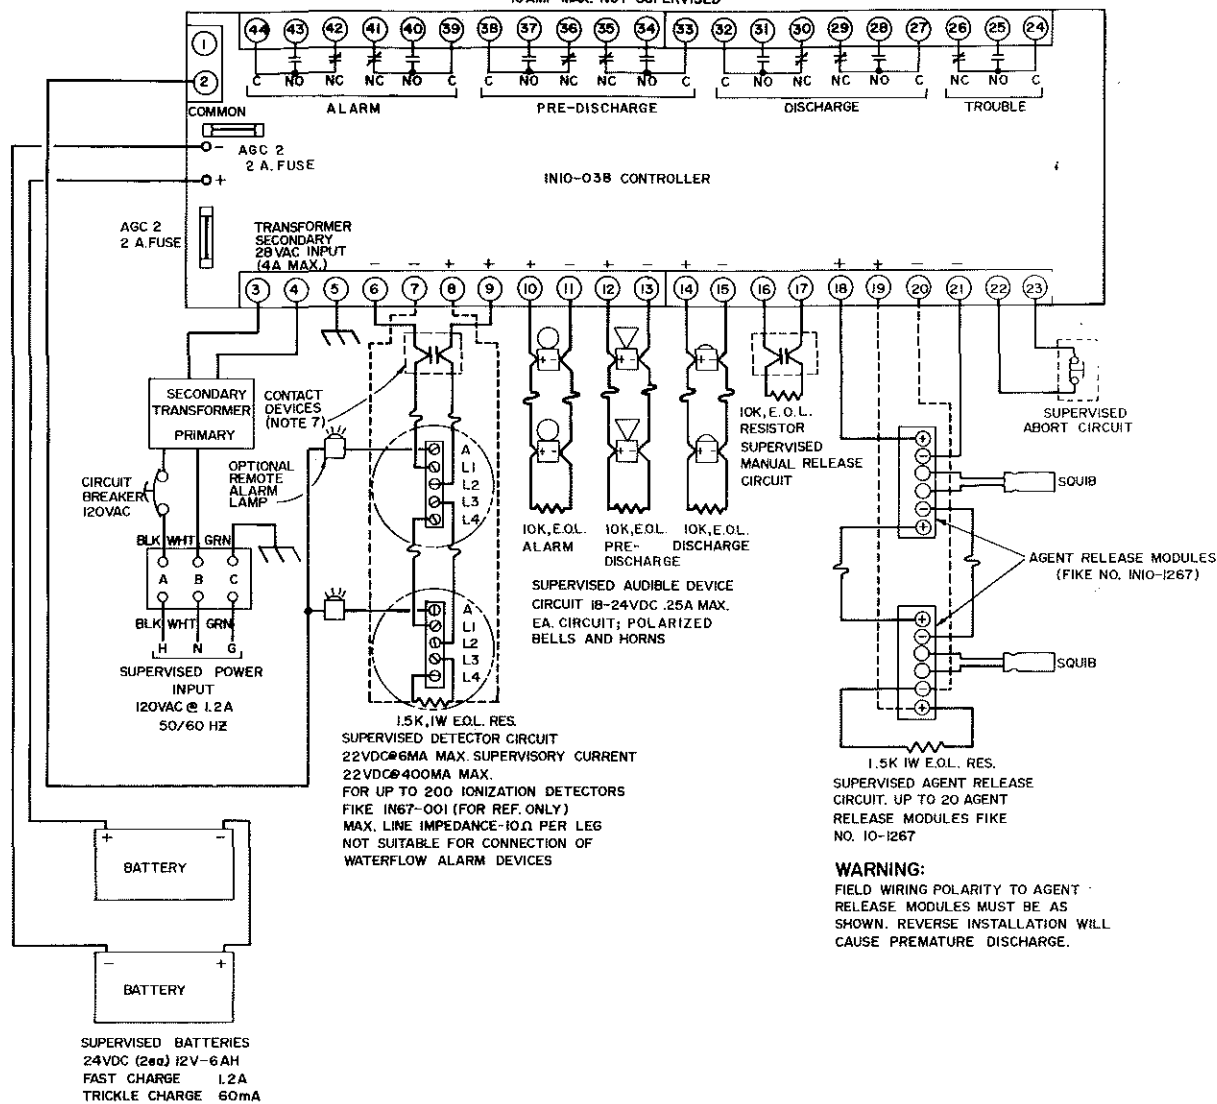 44 43 42 41 40 39 38 37 36 35 34 33 32 31 30 29 28 27 26 25 24
1
2
C NO NC NC NO C C NO NC NC NO C C NO NC NC NO C NC NO C
COMMON
ALARM
PRE-DISCHARGE
DISCHARGE
TROUBLE
-
AGC 2
2 A. FUSE
+
IN10-038 CONTROLLER
AGC 2
2 A. FUSE
TRANSFORMER
SECONDARY
28 VAC INPUT
(4A MAX.)
- - + + + - + - + - + + - -
3 4 5 6 7 8 9 10 11 12 13 14 15 16 17 18 19 20 21 22 23
SECONDARY
TRANSFORMER
PRIMARY
CONTACT
DEVICES
(NOTE 7)
OPTIONAL
REMOTE
ALARM
LAMP
CIRCUIT
BREAKER
120VAC
BLK WHT GRN
A B C
BLK WHT GRN
H N G
SUPERVISED POWER
INPUT
120VAC @ 1.2A
50/60 HZ
A
L1
L2
L3
L4
A
L1
L2
L3
L4
1.5K, 1W E.O.L. RES.
SUPERVISED DETECTOR CIRCUIT
22VDC@6MA MAX. SUPERVISORY CURRENT
22VDC@400MA MAX.
FOR UP TO 200 IONIZATION DETECTORS
FIKE IN67-001 (FOR REF. ONLY)
MAX. LINE IMPEDANCE-10Ω PER LEG
NOT SUITABLE FOR CONNECTION OF
WATERFLOW ALARM DEVICES
+ - + - + -
+ - + - + -
10K, E.O.L.
ALARM
10K, E.O.L.
PRE-
DISCHARGE
10K, E.O.L.
DISCHARGE
SUPERVISED AUDIBLE DEVICE
CIRCUIT 18-24VDC .25A MAX.
EA. CIRCUIT; POLARIZED
BELLS AND HORNS
10K, E.O.L.
RESISTOR
SUPERVISED
MANUAL RELEASE
CIRCUIT
SUPERVISED
ABORT CIRCUIT
+
-
-
+
SQUIB
AGENT RELEASE MODULES
(FIKE NO. IN10-1267)
+
-
-
+
SQUIB
1.5K 1W E.O.L. RES.
SUPERVISED AGENT RELEASE
CIRCUIT. UP TO 20 AGENT
RELEASE MODULES FIKE
NO. 10-1267
WARNING:
FIELD WIRING POLARITY TO AGENT
RELEASE MODULES MUST BE AS
SHOWN. REVERSE INSTALLATION WILL
CAUSE PREMATURE DISCHARGE.
+ -
BATTERY
- +
BATTERY
SUPERVISED BATTERIES
24VDC (2ea.) 12V-6AH
FAST CHARGE 1.2A
TRICKLE CHARGE 60mA